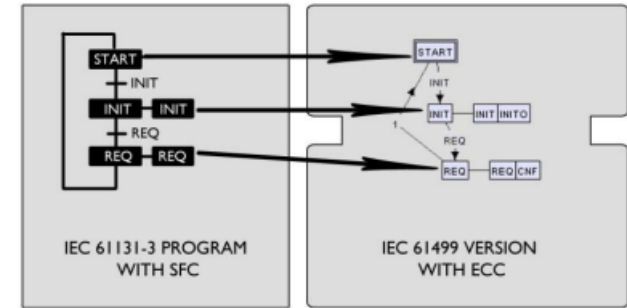 START
INIT
INIT INIT
REQ
REQ REQ
IEC 61131-3 PROGRAM
WITH SFC
START
INIT
INIT INIT INITO
1
REQ
REQ REQ CNF
IEC 61499 VERSION
WITH ECC